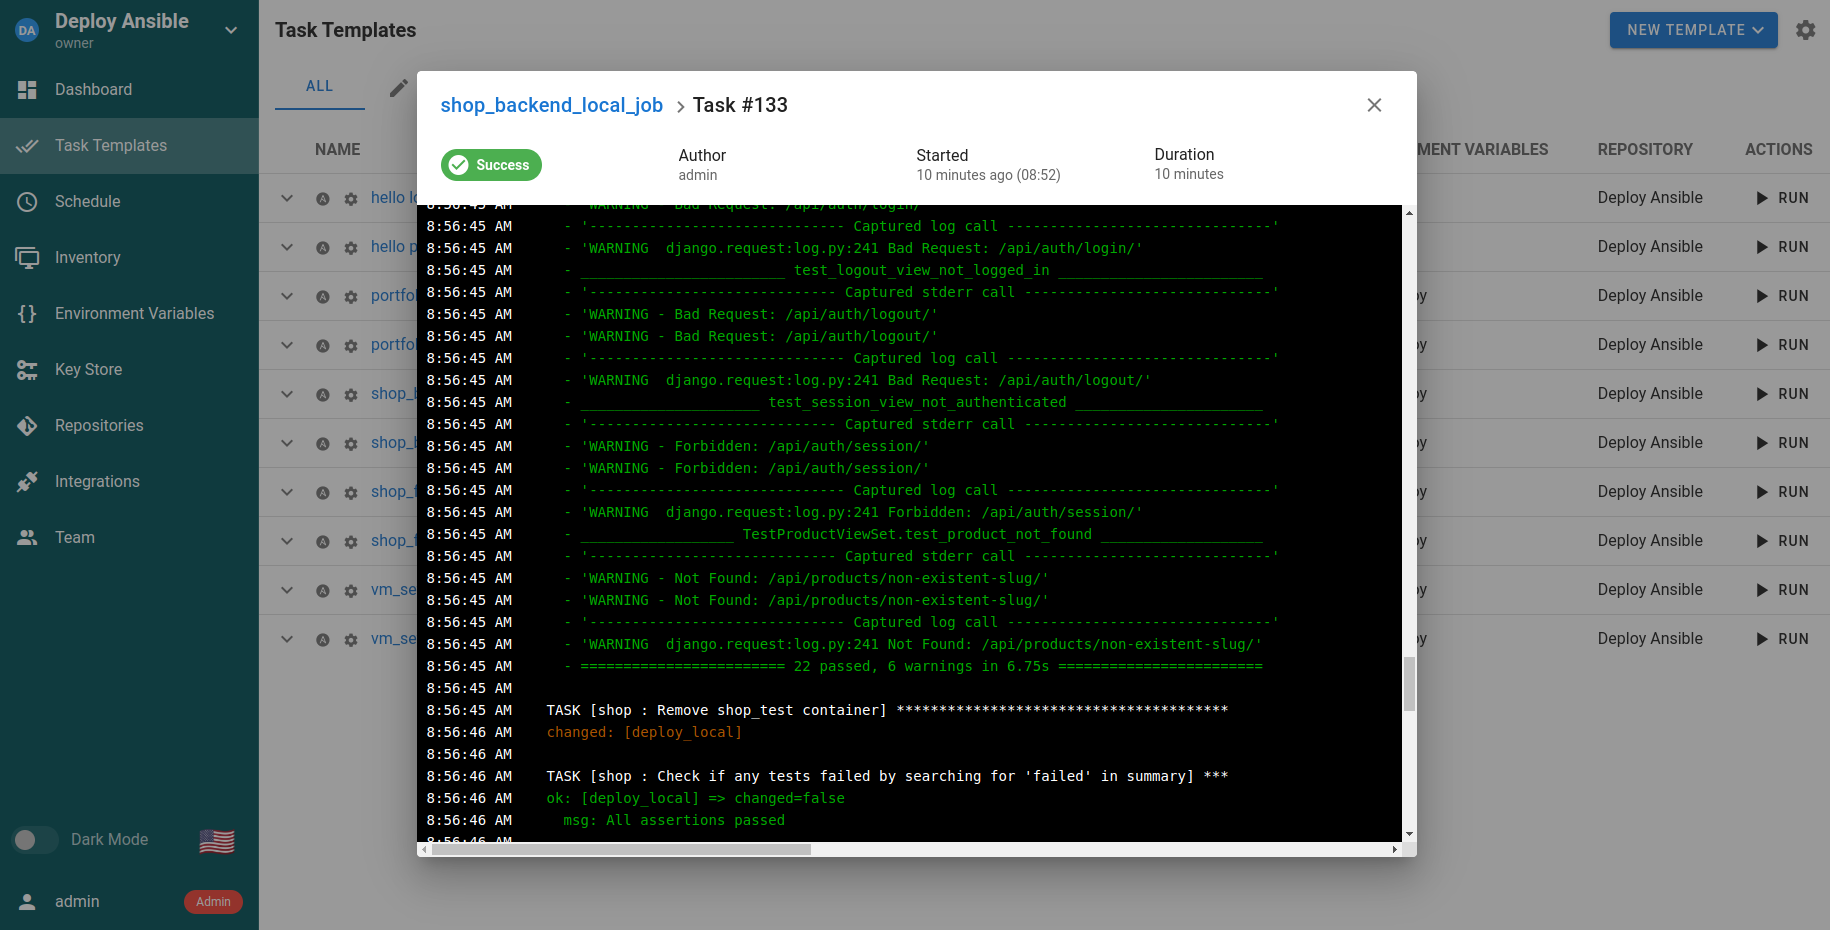 DA
Deploy Ansible
owner
Dashboard
Task Templates
Schedule
Inventory
Environment Variables
Key Store
Repositories
Integrations
Team
Dark Mode
admin
Admin
Task Templates
NEW TEMPLATE
ALL
NAME
MENT VARIABLES
REPOSITORY
ACTIONS
hello
Deploy Ansible
RUN
hello p
Deploy Ansible
RUN
portfol
Deploy Ansible
RUN
portfol
Deploy Ansible
RUN
shop_b
Deploy Ansible
RUN
shop_b
Deploy Ansible
RUN
shop_f
Deploy Ansible
RUN
shop_f
Deploy Ansible
RUN
vm_se
Deploy Ansible
RUN
vm_se
Deploy Ansible
RUN
shop_backend_local_job > Task #133
Success
Author
admin
Started
10 minutes ago (08:52)
Duration
10 minutes
8:56:45 AM - 'WARNING - Bad Request: /api/auth/login/'
8:56:45 AM - '------------------------------ Captured log call -------------------------------'
8:56:45 AM - 'WARNING  django.request:log.py:241 Bad Request: /api/auth/login/'
8:56:45 AM - ________________________ test_logout_view_not_logged_in ________________________
8:56:45 AM - '----------------------------- Captured stderr call -----------------------------'
8:56:45 AM - 'WARNING - Bad Request: /api/auth/logout/'
8:56:45 AM - 'WARNING - Bad Request: /api/auth/logout/'
8:56:45 AM - '------------------------------ Captured log call -------------------------------'
8:56:45 AM - 'WARNING  django.request:log.py:241 Bad Request: /api/auth/logout/'
8:56:45 AM - _____________________ test_session_view_not_authenticated ______________________
8:56:45 AM - '----------------------------- Captured stderr call -----------------------------'
8:56:45 AM - 'WARNING - Forbidden: /api/auth/session/'
8:56:45 AM - 'WARNING - Forbidden: /api/auth/session/'
8:56:45 AM - '------------------------------ Captured log call -------------------------------'
8:56:45 AM - 'WARNING  django.request:log.py:241 Forbidden: /api/auth/session/'
8:56:45 AM - __________________ TestProductViewSet.test_product_not_found ___________________
8:56:45 AM - '----------------------------- Captured stderr call -----------------------------'
8:56:45 AM - 'WARNING - Not Found: /api/products/non-existent-slug/'
8:56:45 AM - 'WARNING - Not Found: /api/products/non-existent-slug/'
8:56:45 AM - '------------------------------ Captured log call -------------------------------'
8:56:45 AM - 'WARNING  django.request:log.py:241 Not Found: /api/products/non-existent-slug/'
8:56:45 AM - ======================== 22 passed, 6 warnings in 6.75s ========================
8:56:45 AM
8:56:45 AM TASK [shop : Remove shop_test container] ***************************************
8:56:46 AM changed: [deploy_local]
8:56:46 AM
8:56:46 AM TASK [shop : Check if any tests failed by searching for 'failed' in summary] ***
8:56:46 AM ok: [deploy_local] => changed=false
8:56:46 AM msg: All assertions passed
8:56:46 AM